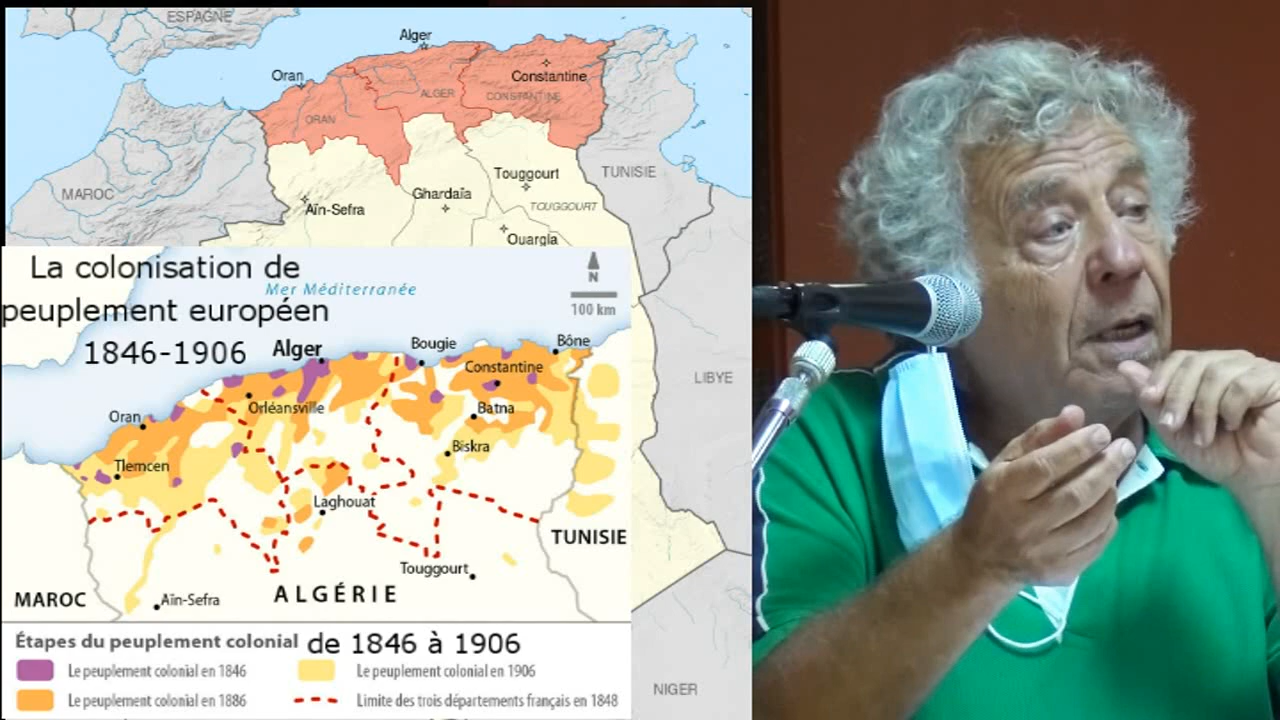 ESPAGNE
Alger
Oran
Constantine
ALGER
CONSTANTINE
ORAN
TUNISIE
MAROC
Touggourt
Ghardaïa
TOUGGOURT
Aïn-Sefra
Ouargla
La colonisation de
peuplement européen
1846-1906
Mer Méditerranée
N
100 km
Alger
Bougie
Bône
Constantine
Orléansville
Oran
Batna
Biskra
Tlemcen
Laghouat
TUNISIE
Touggourt
ALGÉRIE
MAROC
Aïn-Sefra
LIBYE
NIGER
Étapes du peuplement colonial de 1846 à 1906
Le peuplement colonial en 1846
Le peuplement colonial en 1906
Le peuplement colonial en 1886
Limite des trois départements français en 1848